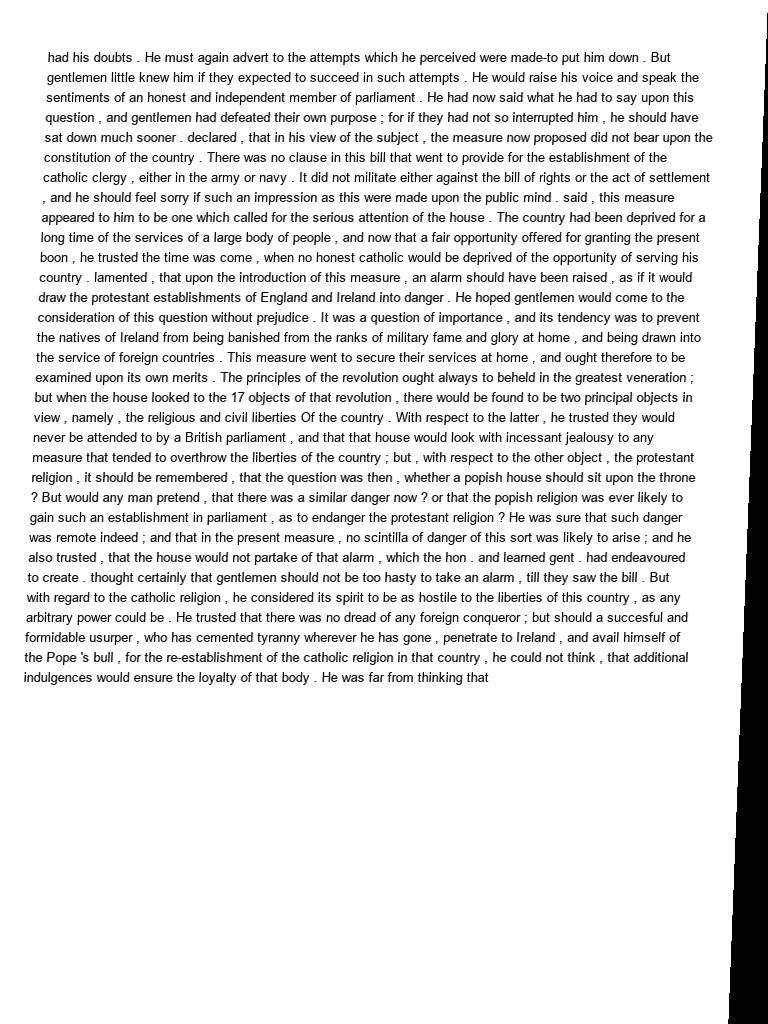 had his doubts . He must again advert to the attempts which he perceived were made-to put him down . But
gentlemen little knew him if they expected to succeed in such attempts . He would raise his voice and speak the
sentiments of an honest and independent member of parliament . He had now said what he had to say upon this
question , and gentlemen had defeated their own purpose ; for if they had not so interrupted him , he should have
sat down much sooner . declared , that in his view of the subject , the measure now proposed did not bear upon the
constitution of the country . There was no clause in this bill that went to provide for the establishment of the
catholic clergy , either in the army or navy . It did not militate either against the bill of rights or the act of settlement
, and he should feel sorry if such an impression as this were made upon the public mind . said , this measure
appeared to him to be one which called for the serious attention of the house . The country had been deprived for a
long time of the services of a large body of people , and now that a fair opportunity offered for granting the present
boon , he trusted the time was come , when no honest catholic would be deprived of the opportunity of serving his
country . lamented , that upon the introduction of this measure , an alarm should have been raised , as if it would
draw the protestant establishments of England and Ireland into danger . He hoped gentlemen would come to the
consideration of this question without prejudice . It was a question of importance , and its tendency was to prevent
the natives of Ireland from being banished from the ranks of military fame and glory at home , and being drawn into
the service of foreign countries . This measure went to secure their services at home , and ought therefore to be
examined upon its own merits . The principles of the revolution ought always to beheld in the greatest veneration ;
but when the house looked to the 17 objects of that revolution , there would be found to be two principal objects in
view , namely , the religious and civil liberties Of the country . With respect to the latter , he trusted they would
never be attended to by a British parliament , and that that house would look with incessant jealousy to any
measure that tended to overthrow the liberties of the country ; but , with respect to the other object , the protestant
religion , it should be remembered , that the question was then , whether a popish house should sit upon the throne
? But would any man pretend , that there was a similar danger now ? or that the popish religion was ever likely to
gain such an establishment in parliament , as to endanger the protestant religion ? He was sure that such danger
was remote indeed ; and that in the present measure , no scintilla of danger of this sort was likely to arise ; and he
also trusted , that the house would not partake of that alarm , which the hon . and learned gent . had endeavoured
to create . thought certainly that gentlemen should not be too hasty to take an alarm , till they saw the bill . But
with regard to the catholic religion , he considered its spirit to be as hostile to the liberties of this country , as any
arbitrary power could be . He trusted that there was no dread of any foreign conqueror ; but should a succesful and
formidable usurper , who has cemented tyranny wherever he has gone , penetrate to Ireland , and avail himself of
the Pope 's bull , for the re-establishment of the catholic religion in that country , he could not think , that additional
indulgences would ensure the loyalty of that body . He was far from thinking that